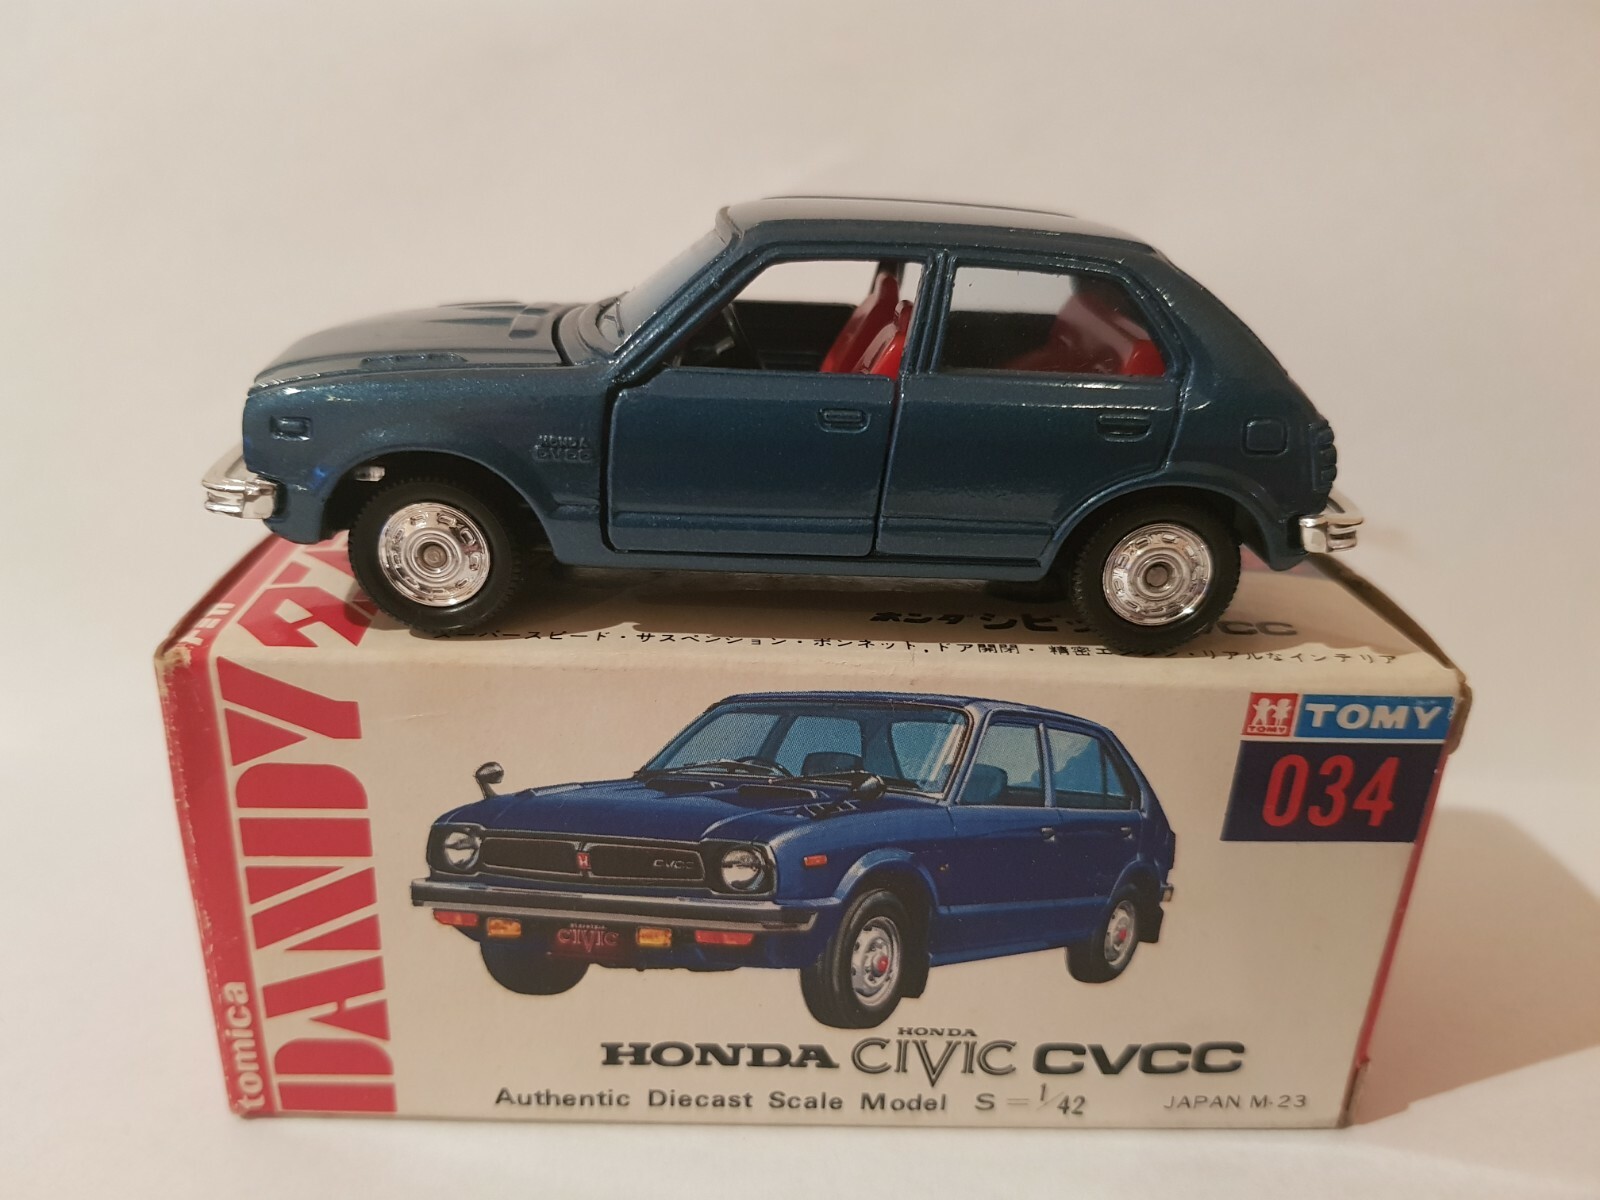 HONDA
CVCC
ホンダ シビッ CVCC
スーパースピード・サスペンション・ボンネット,ドア開閉・精密エンジン・リアルなインテリア
tomica
DANDY
TOMY
TOMY
034
CVCC
CIVIC
HONDA
HONDA CIVIC CVCC
Authentic Diecast Scale Model S=1/42
JAPAN M-23